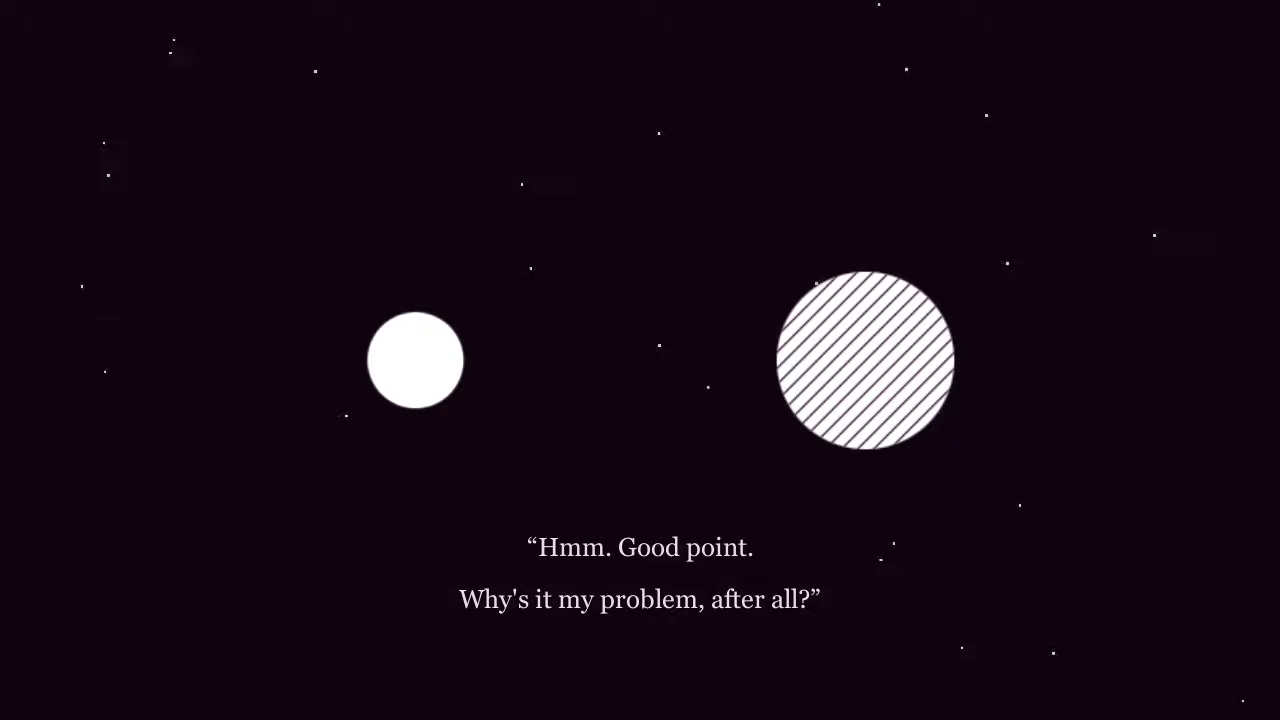 “Hmm. Good point.
Why's it my problem, after all?”